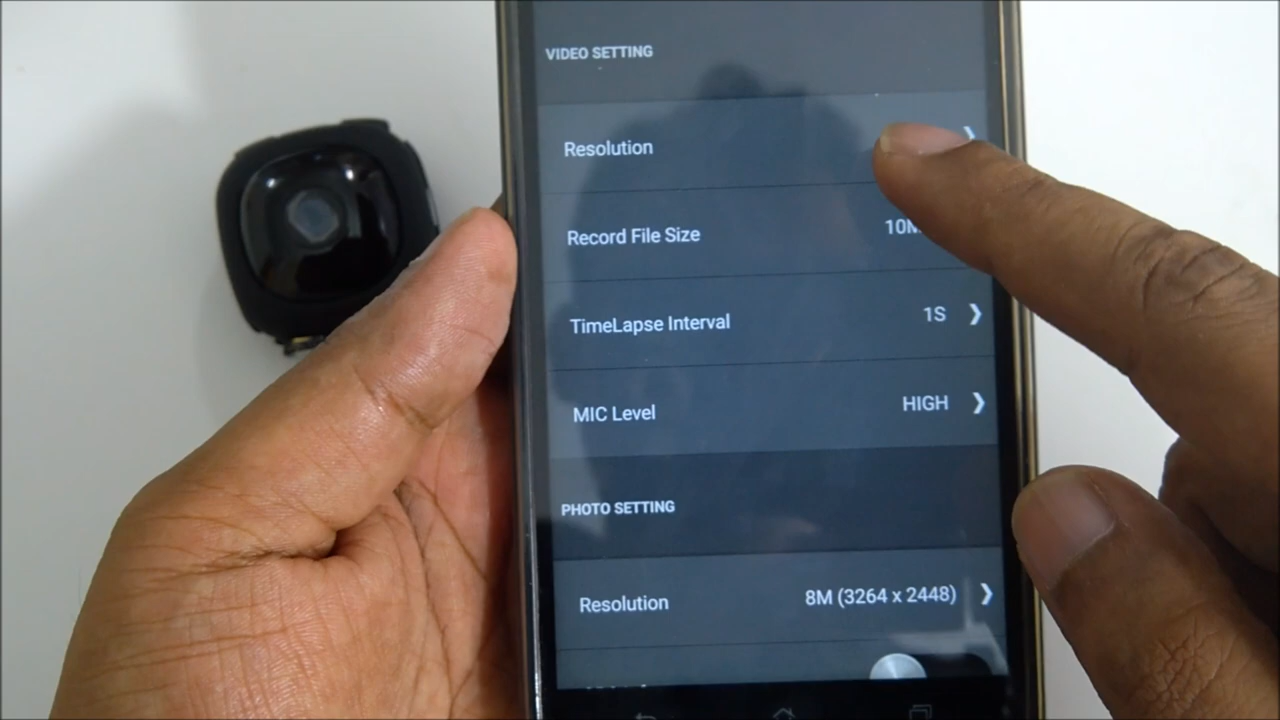 VIDEO SETTING
Resolution
Record File Size
TimeLapse Interval 1S
MIC Level HIGH
PHOTO SETTING
Resolution 8M (3264 x 2448)